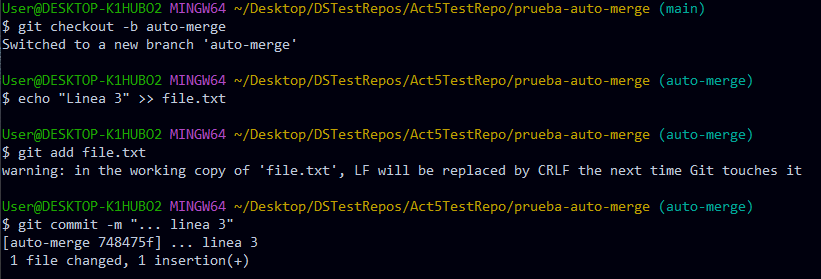 User@DESKTOP-K1HUBO2 MINGW64 ~/Desktop/DSTestRepos/Act5TestRepo/prueba-auto-merge (main)
$ git checkout -b auto-merge
Switched to a new branch 'auto-merge'
User@DESKTOP-K1HUBO2 MINGW64 ~/Desktop/DSTestRepos/Act5TestRepo/prueba-auto-merge (auto-merge)
$ echo "Linea 3" >> file.txt
User@DESKTOP-K1HUBO2 MINGW64 ~/Desktop/DSTestRepos/Act5TestRepo/prueba-auto-merge (auto-merge)
$ git add file.txt
warning: in the working copy of 'file.txt', LF will be replaced by CRLF the next time Git touches it
User@DESKTOP-K1HUBO2 MINGW64 ~/Desktop/DSTestRepos/Act5TestRepo/prueba-auto-merge (auto-merge)
$ git commit -m "... linea 3"
[auto-merge 748475f] ... linea 3
 1 file changed, 1 insertion(+)